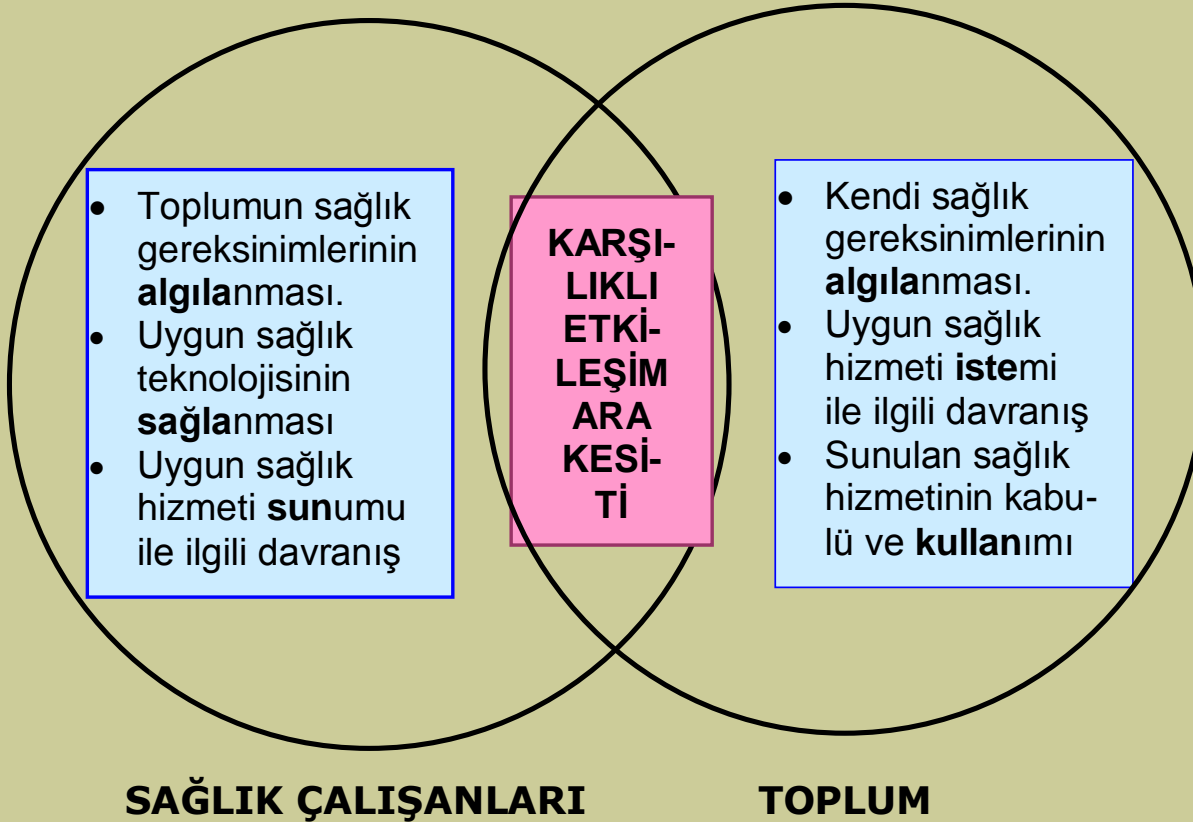 • Toplumun sağlık
gereksinimlerinin
algılanması.
• Uygun sağlık
teknolojisinin
sağlanması
• Uygun sağlık
hizmeti sunumu
ile ilgili davranış
KARŞI-
LIKLI
ETKİ-
LEŞİM
ARA
KESİ-
Tİ
• Kendi sağlık
gereksinimlerinin
algılanması.
• Uygun sağlık
hizmeti istemi
ile ilgili davranış
• Sunulan sağlık
hizmetinin kabu-
lü ve kullanımı
SAĞLIK ÇALIŞANLARI
TOPLUM